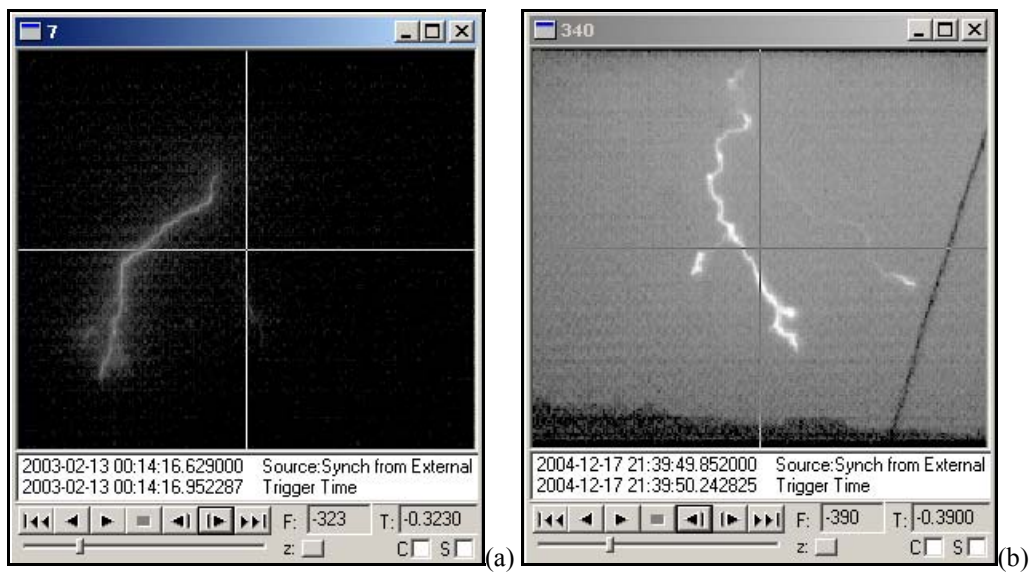 7
2003-02-13 00:14:16.629000 Source:Synch from External
2003-02-13 00:14:16.952287 Trigger Time
F: -323 T: -0.3230
z: C S
(a)
340
2004-12-17 21:39:49.852000 Source:Synch from External
2004-12-17 21:39:50.242825 Trigger Time
F: -390 T: -0.3900
z: C S
(b)